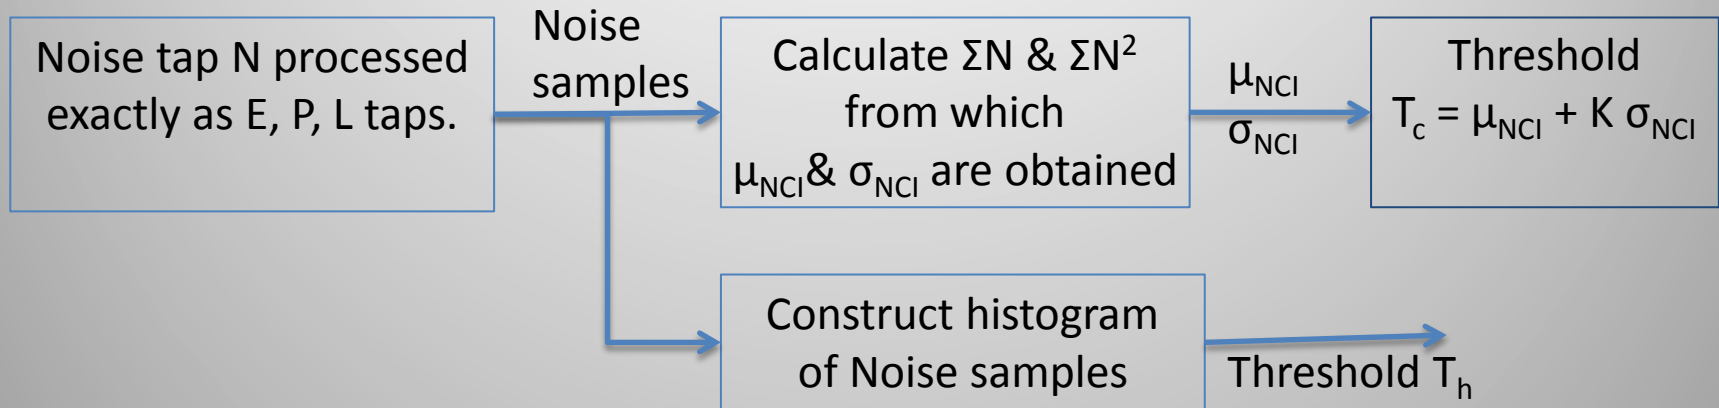 Noise tap N processed
exactly as E, P, L taps.
Noise
samples
Calculate ΣN & ΣN²
from which
μNCI& σNCI are obtained
μNCI
σNCI
Threshold
Tc = μNCI + K σNCI
Construct histogram
of Noise samples
Threshold Th